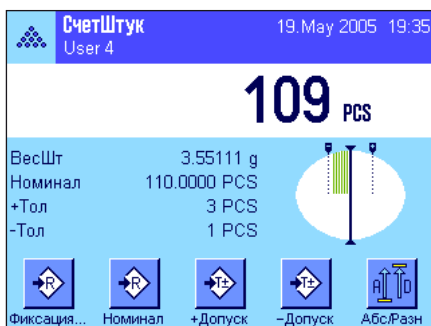 СчетШтук 19.May 2005 19:35
User 4
109 PCS
ВесШт 3.55111 g
Номинал 110.0000 PCS
+Тол 3 PCS
-Тол 1 PCS
Фиксация... Номинал +Допуск -Допуск Абс/Разн